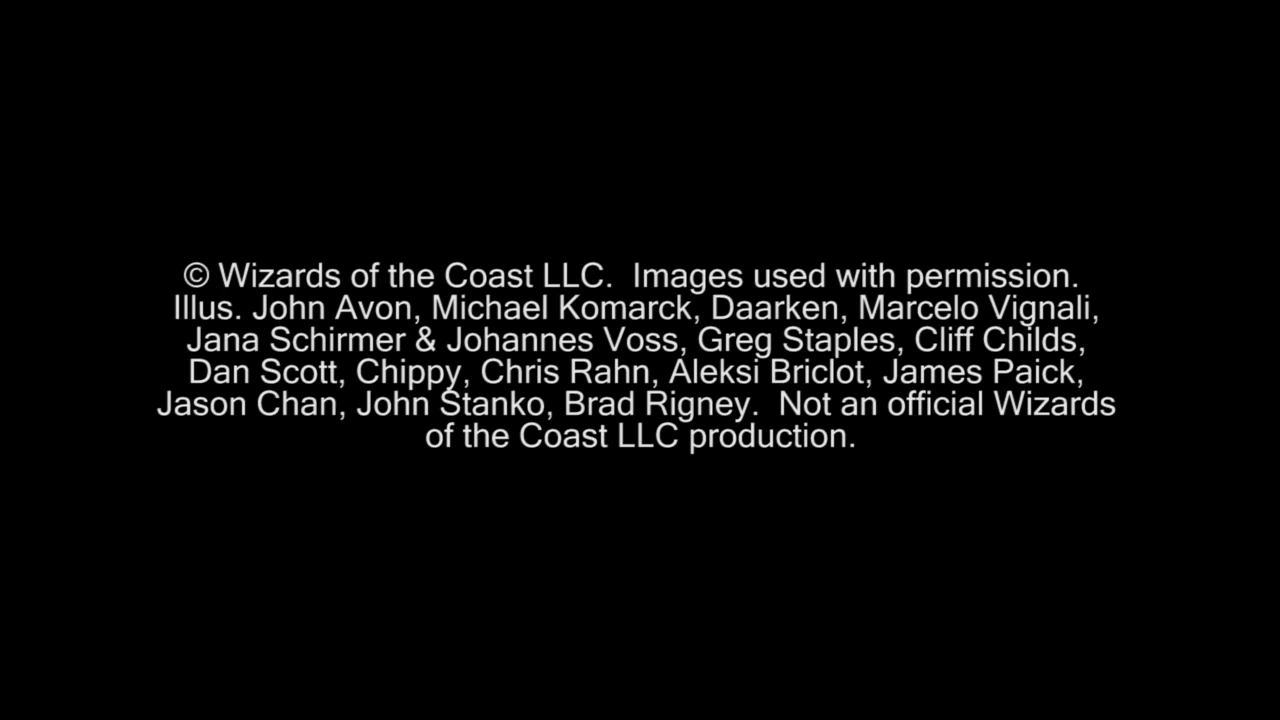 © Wizards of the Coast LLC.  Images used with permission.
Illus. John Avon, Michael Komarck, Daarken, Marcelo Vignali,
Jana Schirmer & Johannes Voss, Greg Staples, Cliff Childs,
Dan Scott, Chippy, Chris Rahn, Aleksi Briclot, James Paick,
Jason Chan, John Stanko, Brad Rigney.  Not an official Wizards
of the Coast LLC production.